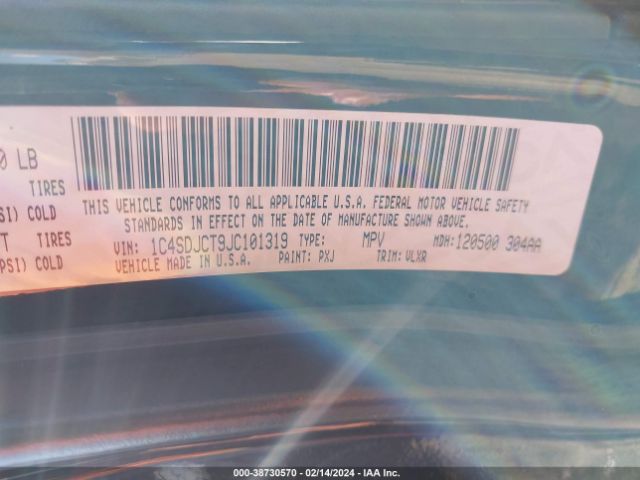 0 LB
TIRES
SI) COLD
T TIRES
PSI) COLD
THIS VEHICLE CONFORMS TO ALL APPLICABLE U.S.A. FEDERAL MOTOR VEHICLE SAFETY
STANDARDS IN EFFECT ON THE DATE OF MANUFACTURE SHOWN ABOVE.
VIN: 1C4SDJCT9JC101319 TYPE: MPV MDH:120500 304AA
VEHICLE MADE IN U.S.A. PAINT: PXJ TRIM: VLXR
000-38730570 - 02/14/2024 - IAA Inc.